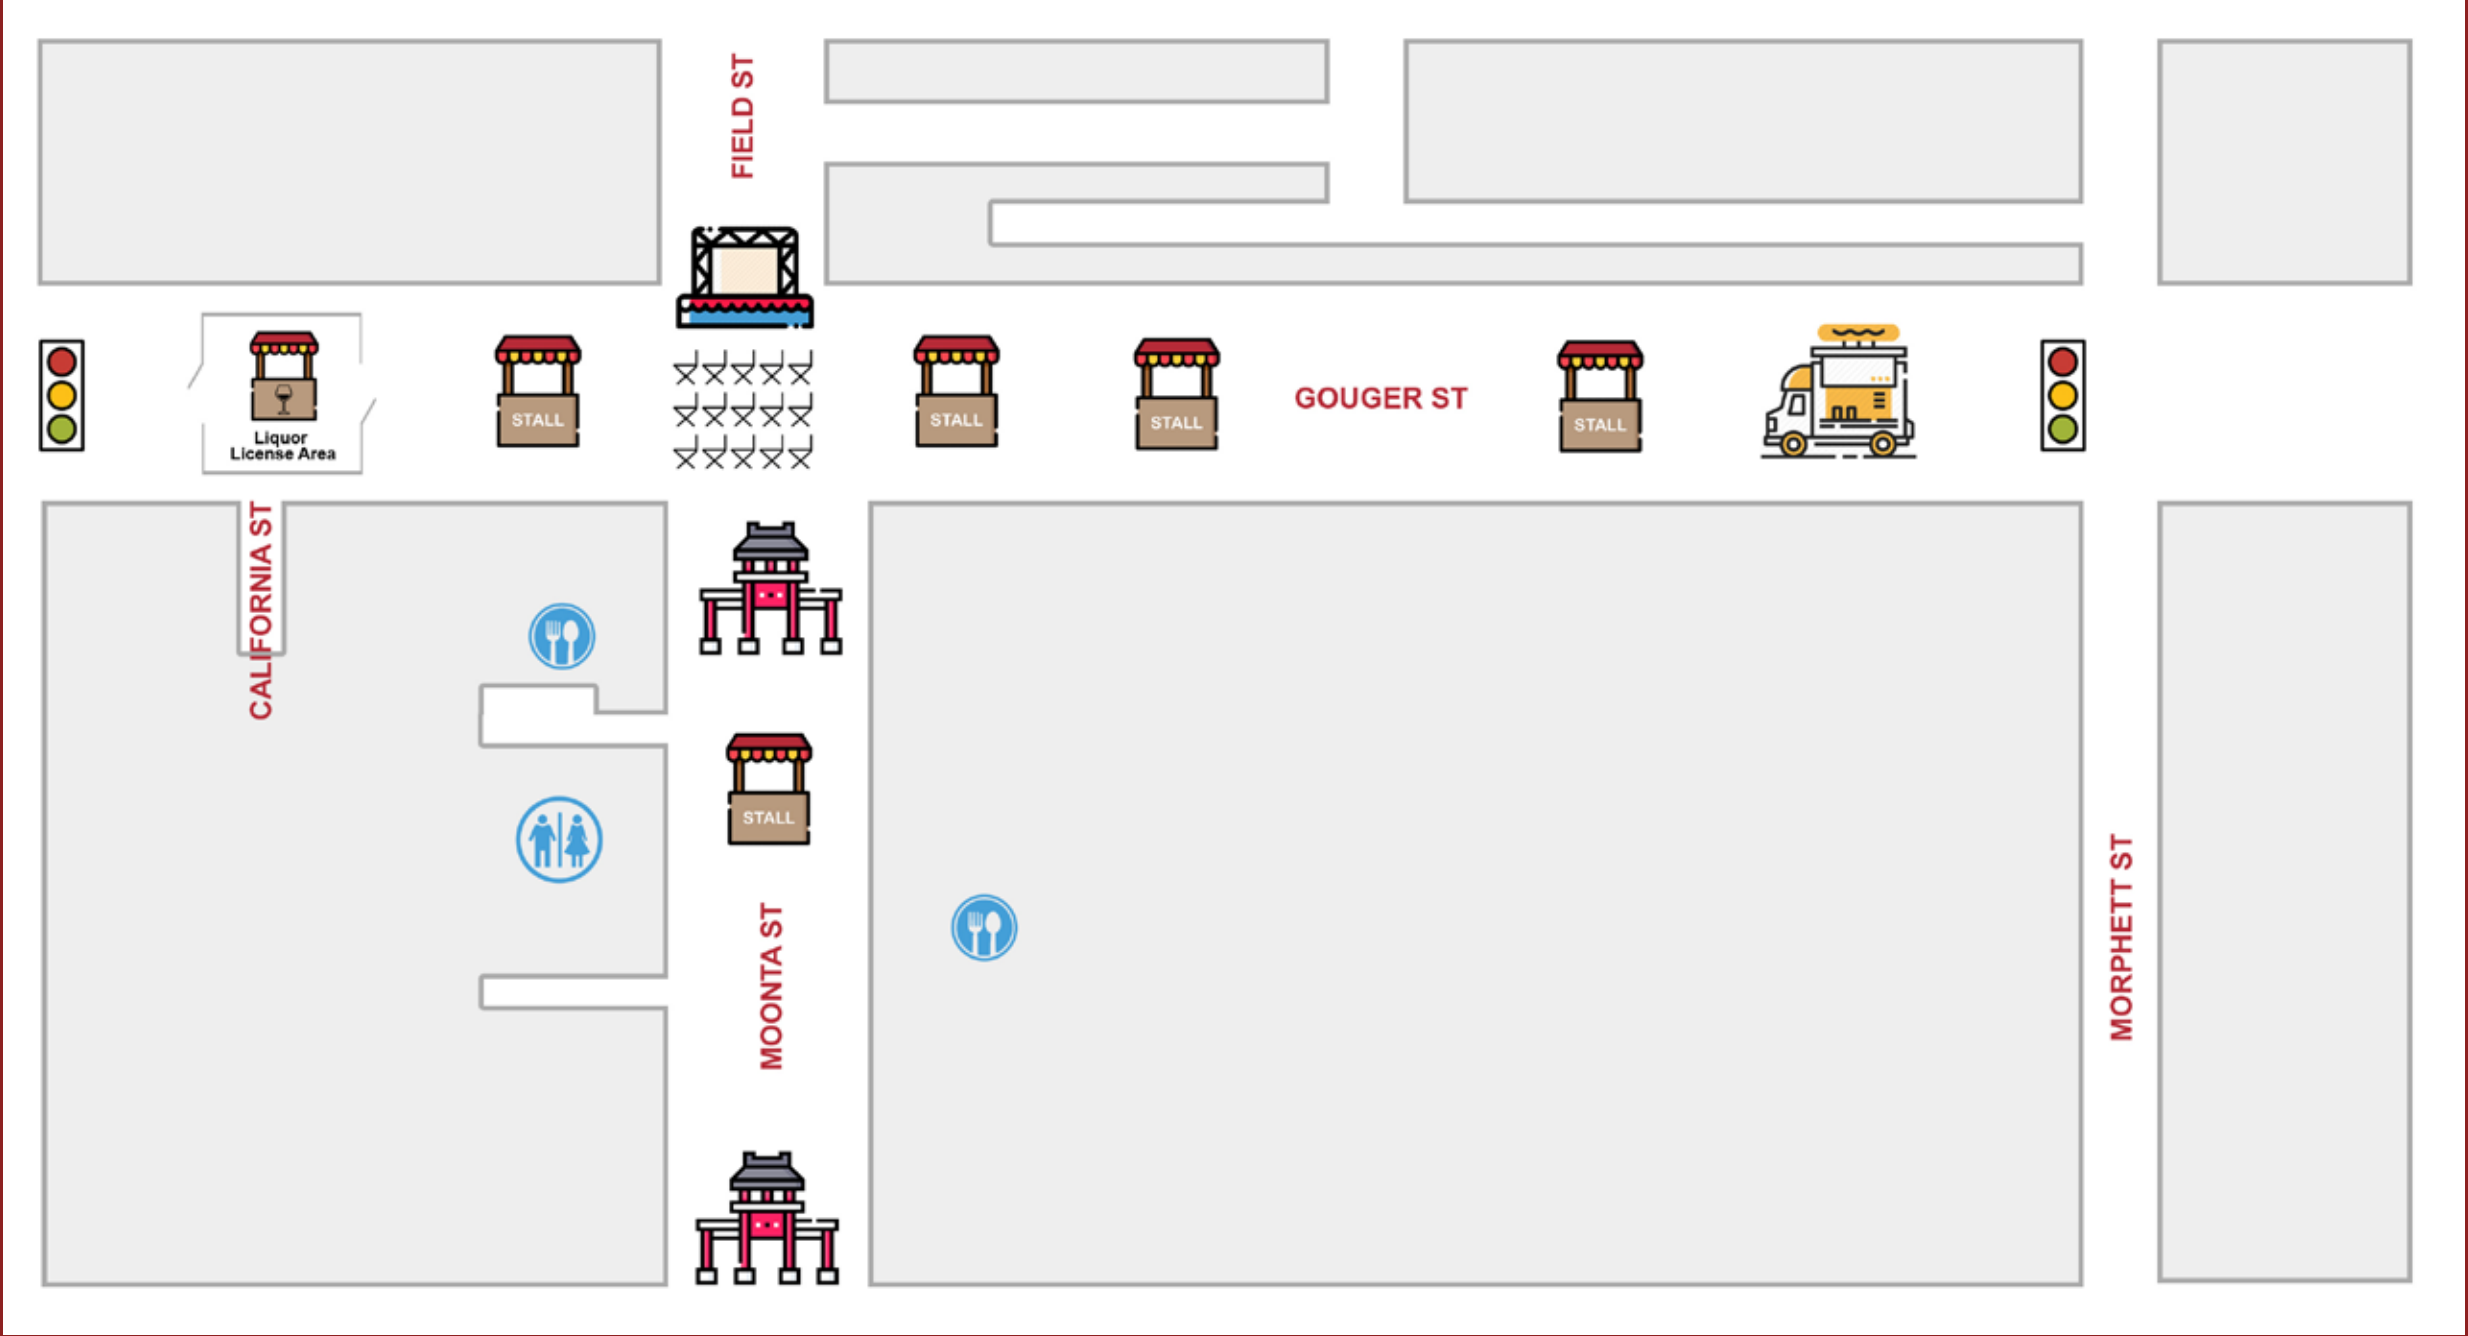 FIELD ST
STALL
STALL
STALL
GOUGER ST
STALL
Liquor
License Area
CALIFORNIA ST
STALL
MOONTA ST
MORPHETT ST